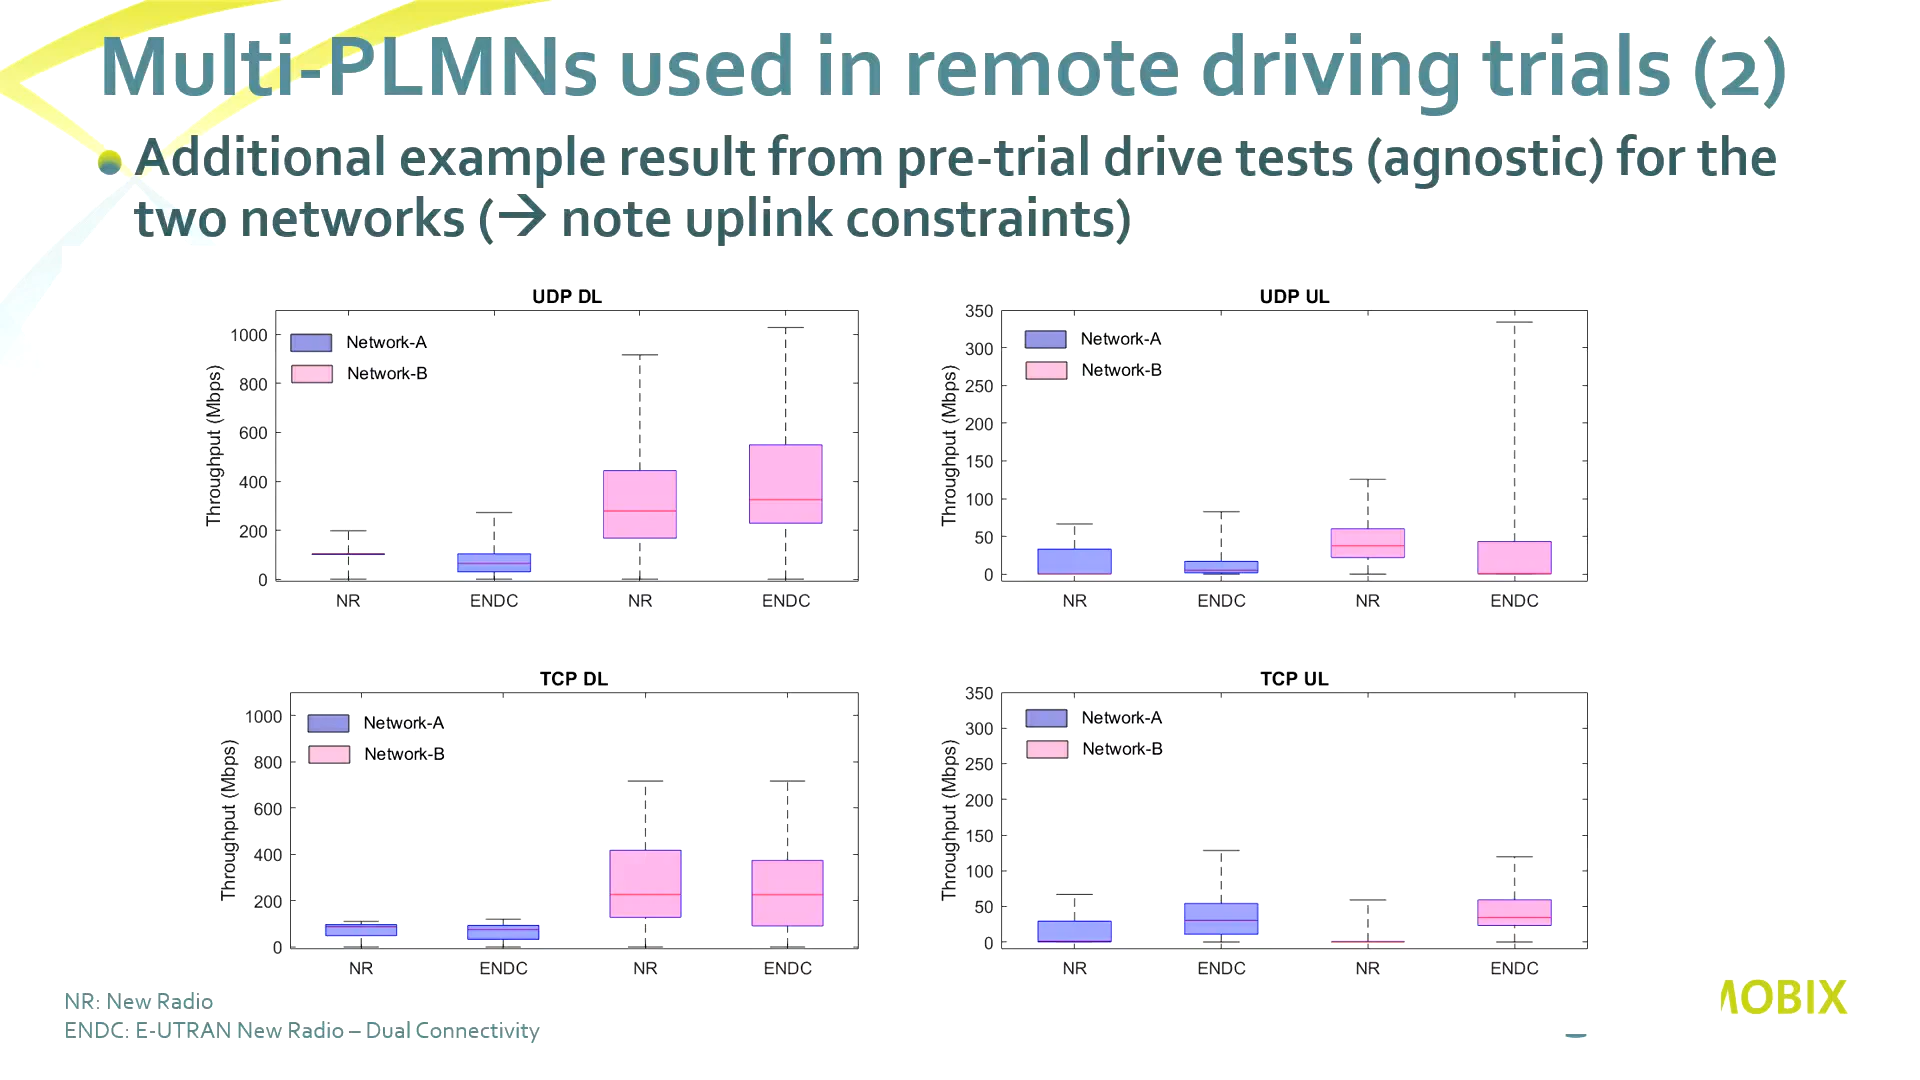 Multi-PLMNs used in remote driving trials (2)
Additional example result from pre-trial drive tests (agnostic) for the
two networks (→ note uplink constraints)
UDP DL
Network-A
Network-B
Throughput (Mbps)
1000
800
600
400
200
0
NR ENDC NR ENDC
UDP UL
Network-A
Network-B
Throughput (Mbps)
350
300
250
200
150
100
50
0
NR ENDC NR ENDC
TCP DL
Network-A
Network-B
Throughput (Mbps)
1000
800
600
400
200
0
NR ENDC NR ENDC
TCP UL
Network-A
Network-B
Throughput (Mbps)
350
300
250
200
150
100
50
0
NR ENDC NR ENDC
NR: New Radio
ENDC: E-UTRAN New Radio – Dual Connectivity
MOBIX